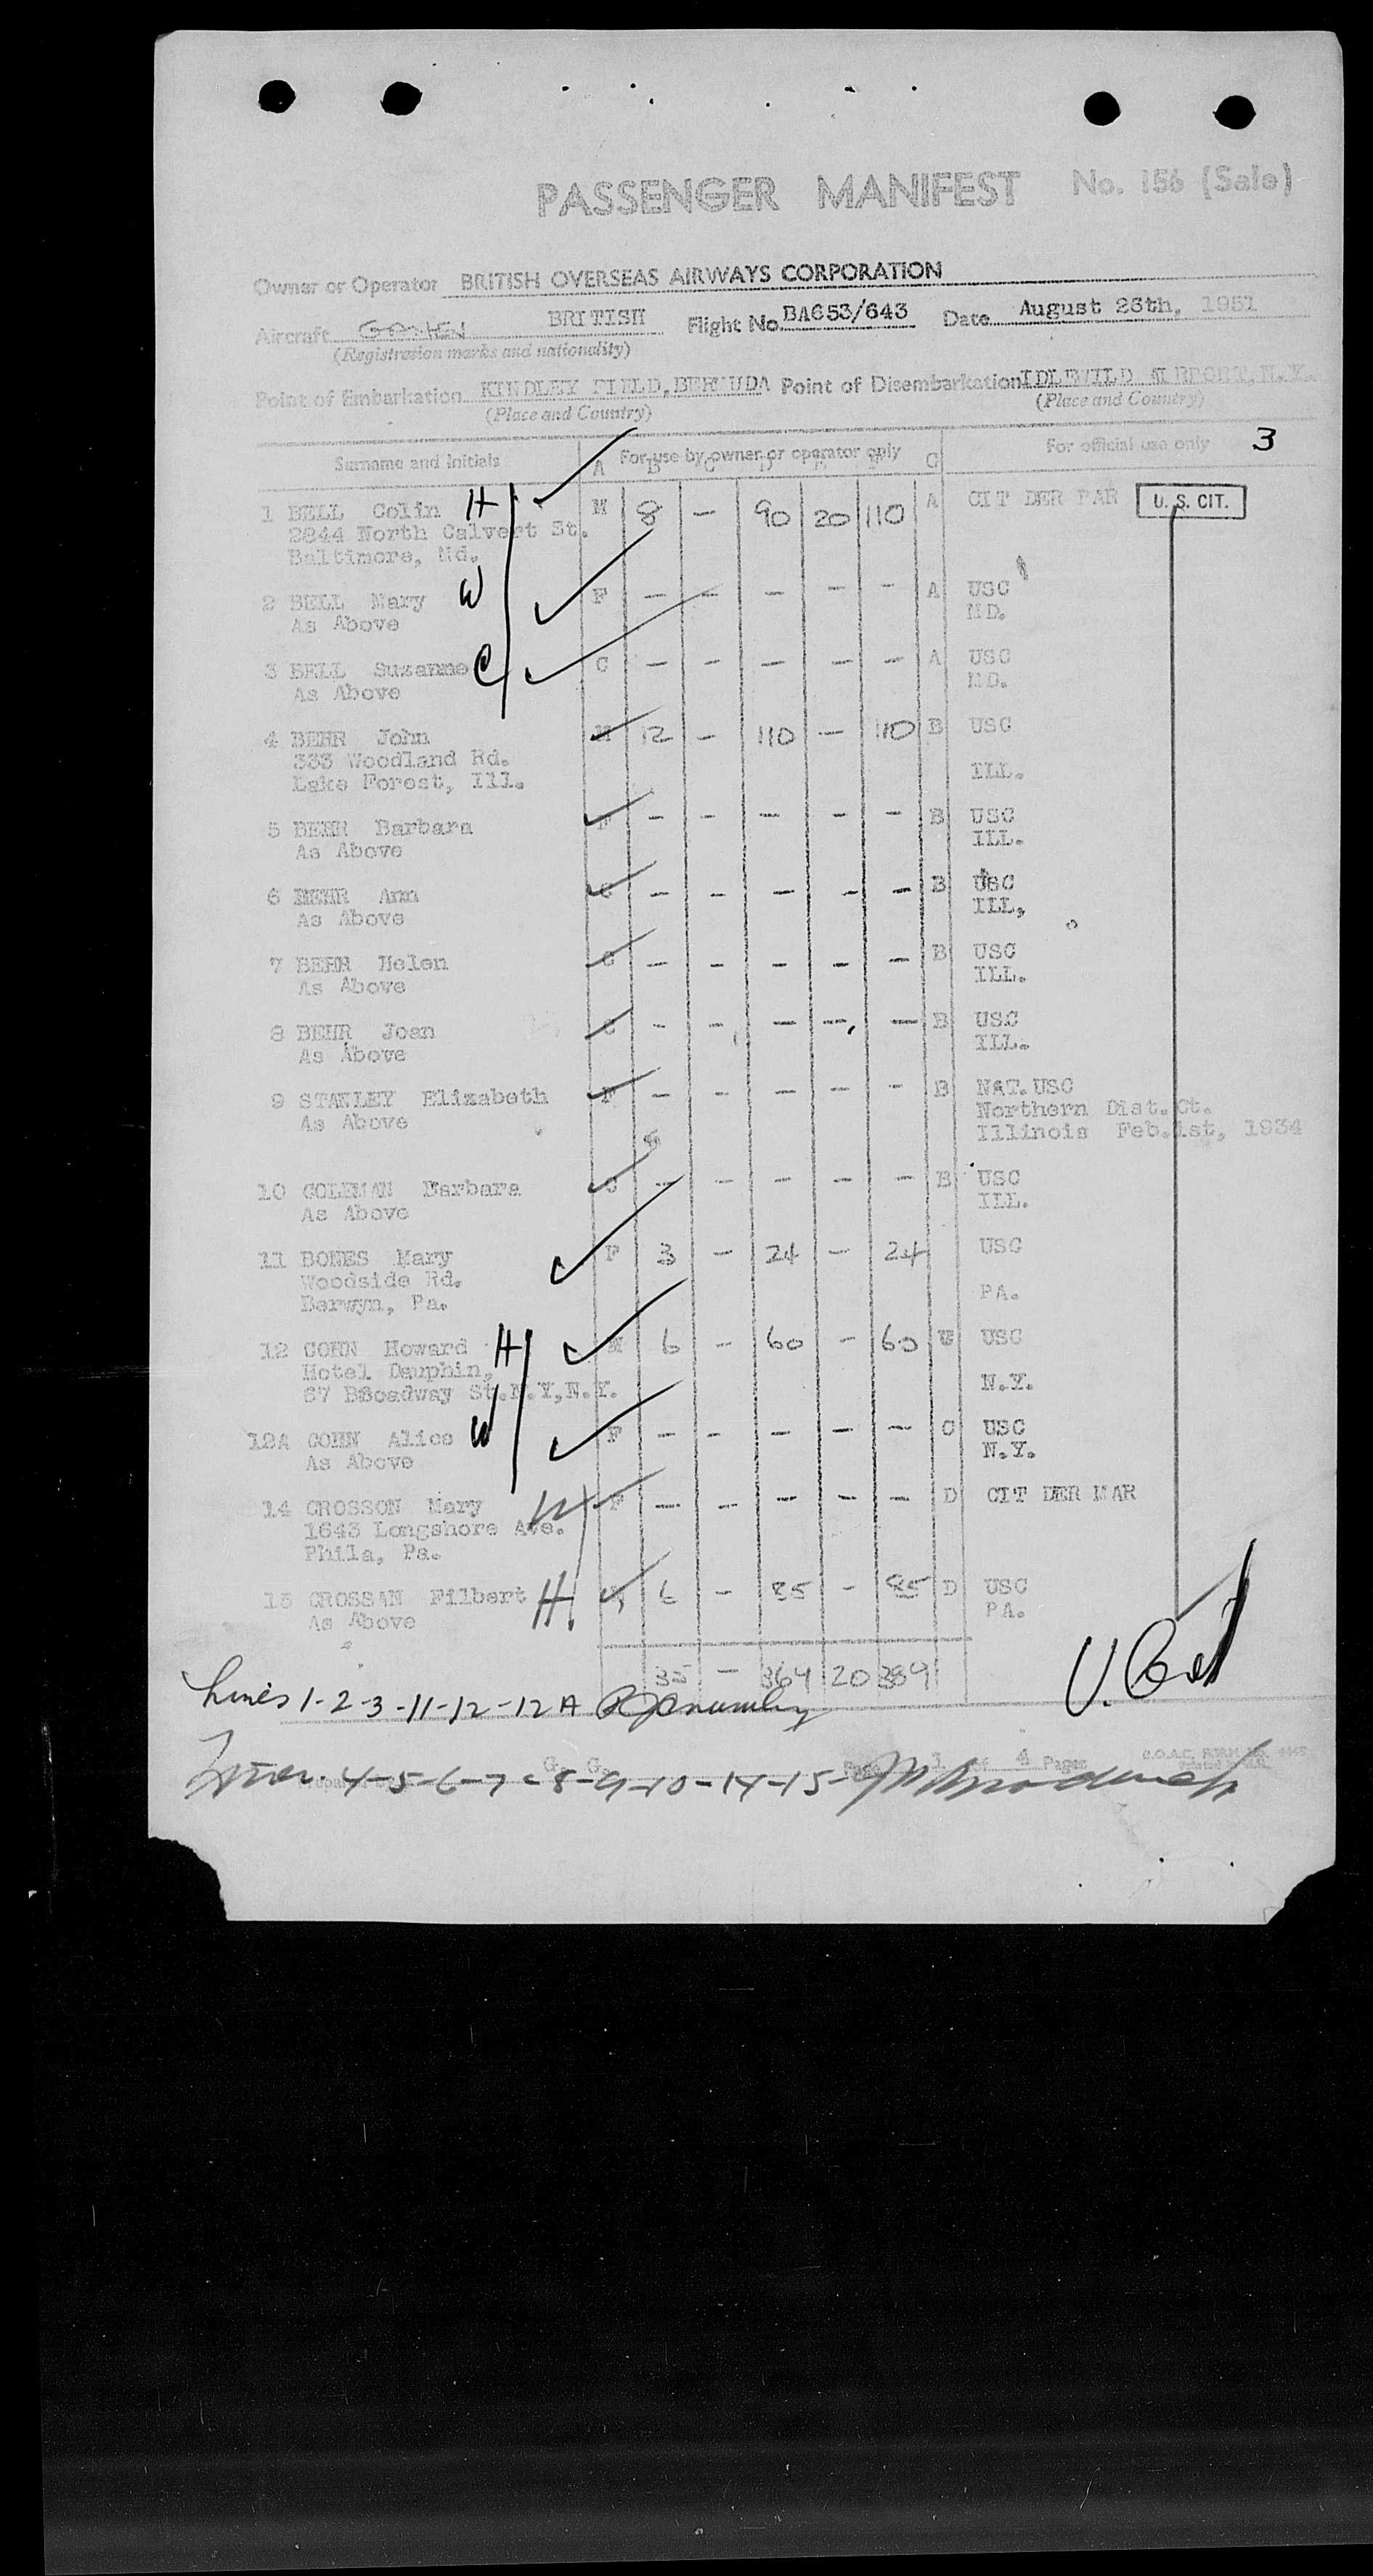 PASSENGER MANIFEST No. 156 (Sale)
Owner or Operator BRITISH OVERSEAS AIRWAYS CORPORATION
Aircraft BRITISH Flight No. BA653/643 Date August 26th, 1951
(Registration marks and nationality)
Point of Embarkation KINDLEY FIELD, BERMUDA Point of Disembarkation IDLEWILD AIRPORT, N.Y.
(Place and Country) (Place and Country)
Surname and Initials For use by owner or operator only For official use only 3
A B C D E F G
1 BELL Colin H M 8 - 90 20 110 A CIT DER PAR U. S. CIT.
2844 North Calvert St.
Baltimore, Md.
2 BELL Mary W F - - - - - A USC
As Above MD.
3 BELL Suzanne C C - - - - - A USC
As Above MD.
4 BEHR John M 12 - 110 - 110 B USC
333 Woodland Rd.
Lake Forest, Ill. ILL.
5 BEHR Barbara F - - - - - B USC
As Above ILL.
6 BEHR Ann C - - - - - B USC
As Above ILL,
7 BEHR Helen C - - - - - B USC
As Above ILL.
8 BEHR Joan C - - - - - B USC
As Above ILL.
9 STANLEY Elizabeth F - - - - - B NAT. USC
As Above Northern Dist. Ct.
Illinois Feb. 1st, 1934
10 COLEMAN Barbara C - - - - - B USC
As Above ILL.
11 BONES Mary F 3 - 24 - 24 USC
Woodside Rd.
Berwyn, Pa. PA.
12 COHN Howard H M 6 - 60 - 60 C USC
Hotel Dauphin,
67 BBoadway St. N.Y, N.Y. N.Y.
12A COHN Alice W F - - - - - C USC
As Above N.Y.
14 CROSSON Mary W F - - - - - D CIT DER MAR
1643 Longshore Ave.
Phila, Pa.
15 CROSSAN Filbert H M 6 - 85 - 85 D USC
As Above PA.
35 - 364 20 389
Lines 1-2-3-11-12-12A
4-5-6-7-8-9-10-14-15-
G. G. 4 Pages